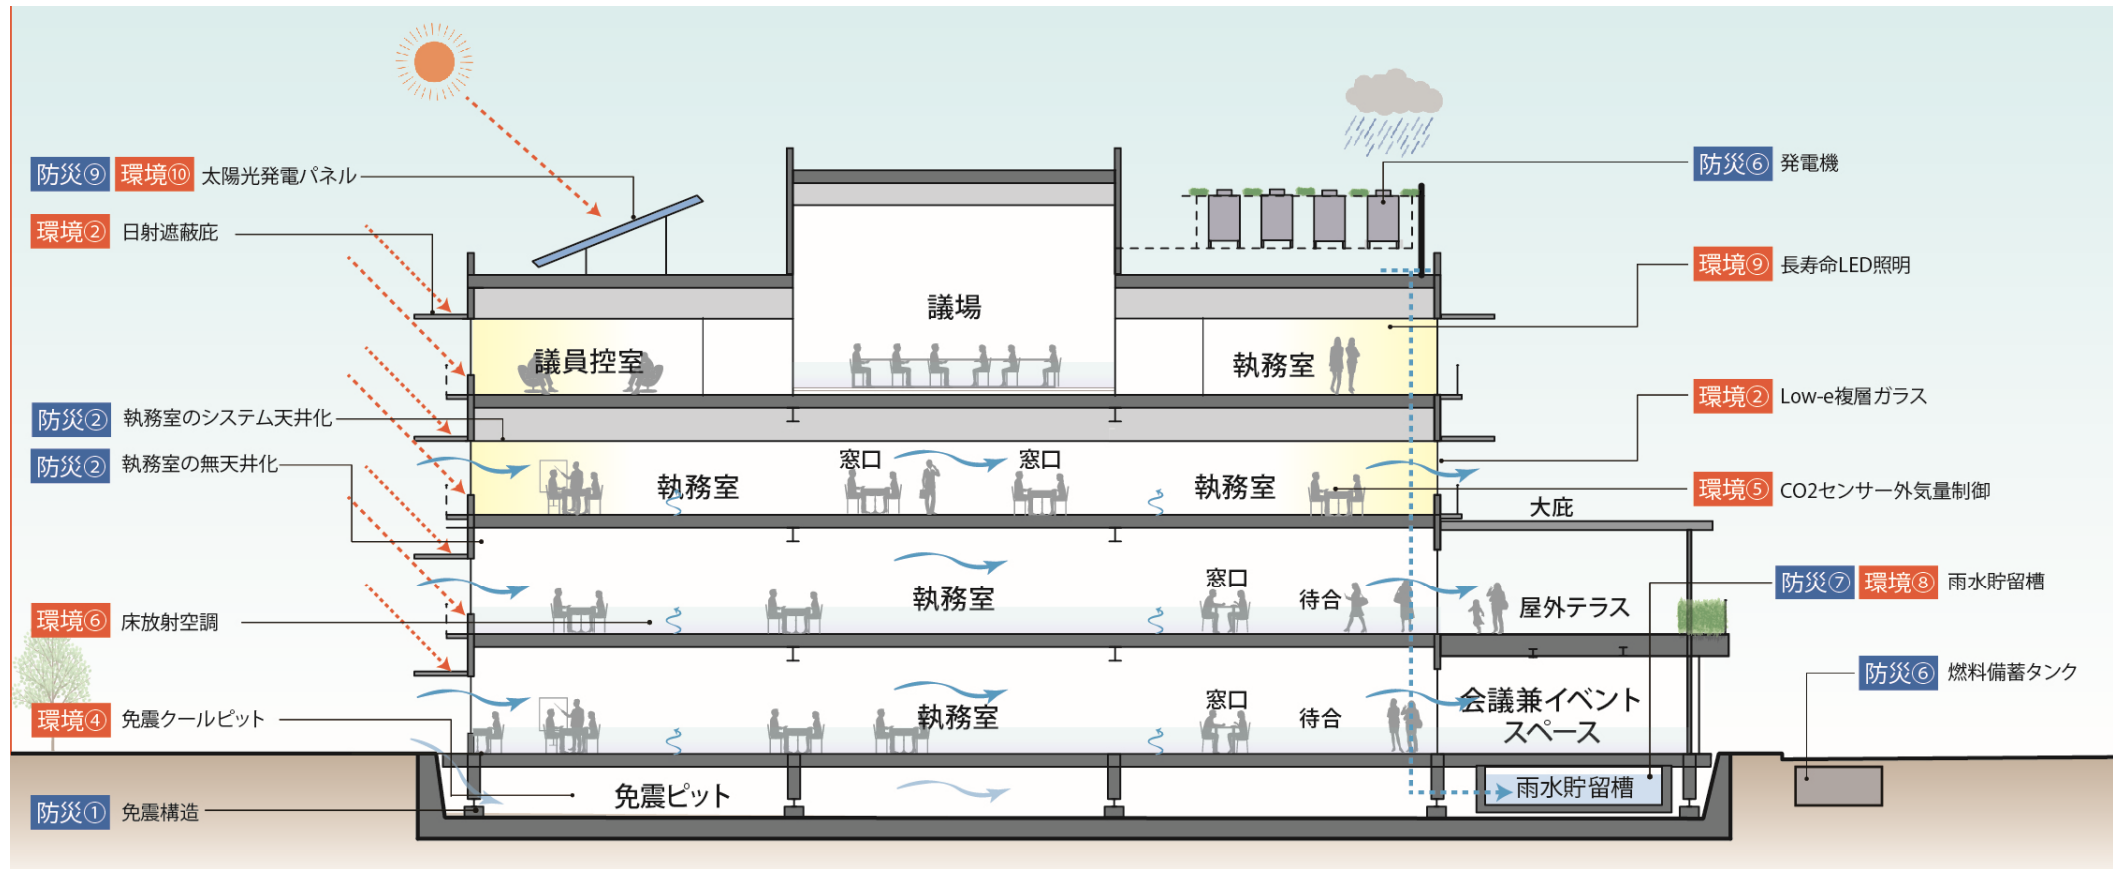 防災⑨ 環境⑩ 太陽光発電パネル
環境② 日射遮蔽庇
防災② 執務室のシステム天井化
防災② 執務室の無天井化
環境⑥ 床放射空調
環境④ 免震クールピット
防災① 免震構造
議場
議員控室
執務室
執務室
窓口
窓口
執務室
執務室
窓口
待合
執務室
窓口
待合
免震ピット
大庇
屋外テラス
会議兼イベント
スペース
雨水貯留槽
防災⑥ 発電機
環境⑨ 長寿命LED照明
環境② Low-e複層ガラス
環境⑤ CO2センサー外気量制御
防災⑦ 環境⑧ 雨水貯留槽
防災⑥ 燃料備蓄タンク